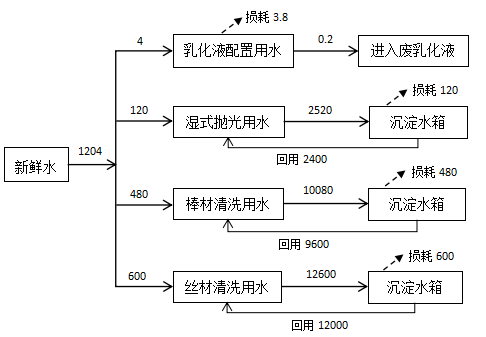 损耗 3.8
4
乳化液配置用水
0.2
进入废乳化液
损耗 120
120
湿式抛光用水
2520
沉淀水箱
回用 2400
新鲜水
1204
损耗 480
480
棒材清洗用水
10080
沉淀水箱
回用 9600
损耗 600
600
丝材清洗用水
12600
沉淀水箱
回用 12000